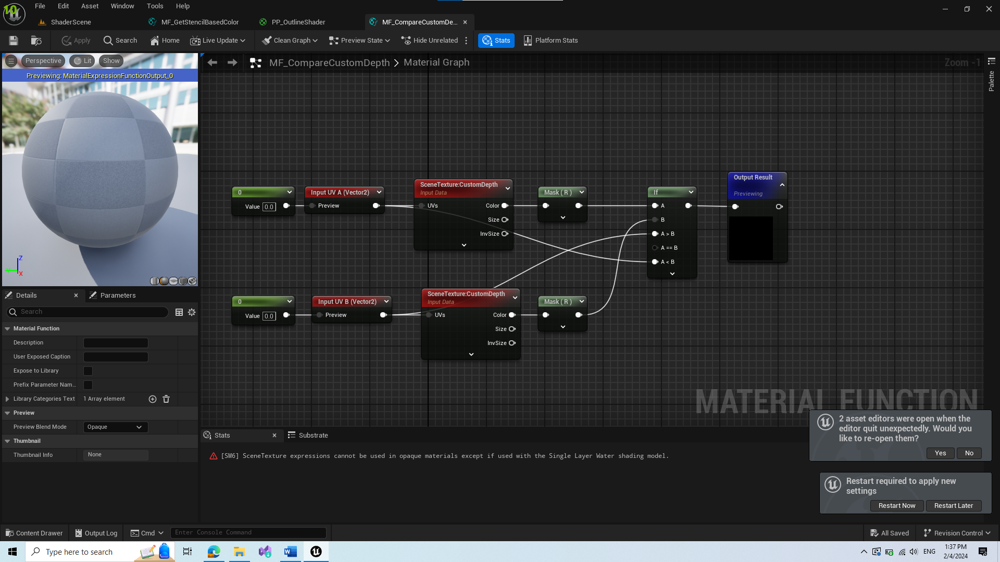 File
Edit
Asset
Window
Tools
Help
ShaderScene
MF_GetStencilBasedColor
PP_OutlineShader
MF_CompareCustomDe...
Apply
Search
Home
Live Update
Clean Graph
Preview State
Hide Unrelated
Stats
Platform Stats
Perspective
Lit
Show
Previewing: MaterialExpressionFunctionOutput_0
Z
Y
X
MF_CompareCustomDepth
Material Graph
Zoom -1
Palette
0
Value
0.0
Input UV A (Vector2)
Preview
SceneTexture:CustomDepth
Input Data
UVs
Color
Size
InvSize
Mask ( R )
If
A
B
A > B
A == B
A < B
Output Result
Previewing
0
Value
0.0
Input UV B (Vector2)
Preview
SceneTexture:CustomDepth
Input Data
UVs
Color
Size
InvSize
Mask ( R )
MATERIAL FUNCTION
Details
Parameters
Search
Material Function
Description
User Exposed Caption
Expose to Library
Prefix Parameter Nam...
Library Categories Text
1 Array element
Preview
Preview Blend Mode
Opaque
Thumbnail
Thumbnail Info
None
Stats
Substrate
[SM6] SceneTexture expressions cannot be used in opaque materials except if used with the Single Layer Water shading model.
2 asset editors were open when the
editor quit unexpectedly. Would you
like to re-open them?
Yes
No
Restart required to apply new
settings
Restart Now
Restart Later
Content Drawer
Output Log
Cmd
Enter Console Command
All Saved
Revision Control
Type here to search
ENG
1:37 PM
2/4/2024